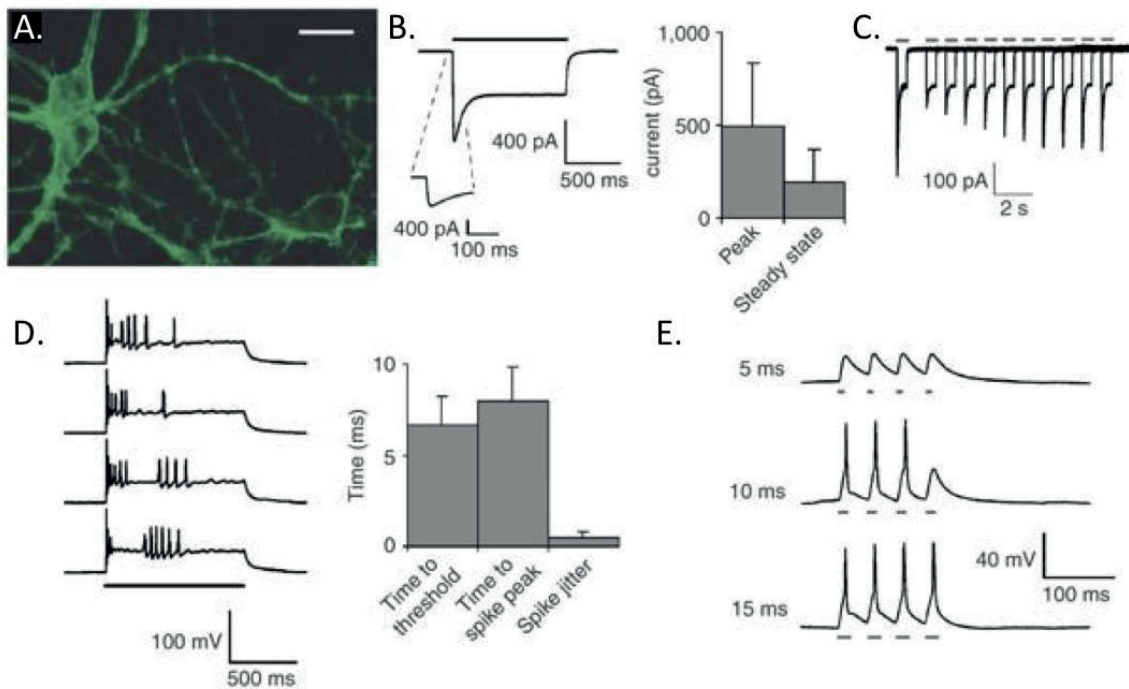 A.
B.
400 pA
500 ms
400 pA
100 ms
1,000
500
0
current (pA)
Peak
Steady state
C.
100 pA
2 s
D.
100 mV
500 ms
10
5
0
Time (ms)
Time to
threshold
Time to
spike peak
Spike jitter
E.
5 ms
10 ms
15 ms
40 mV
100 ms